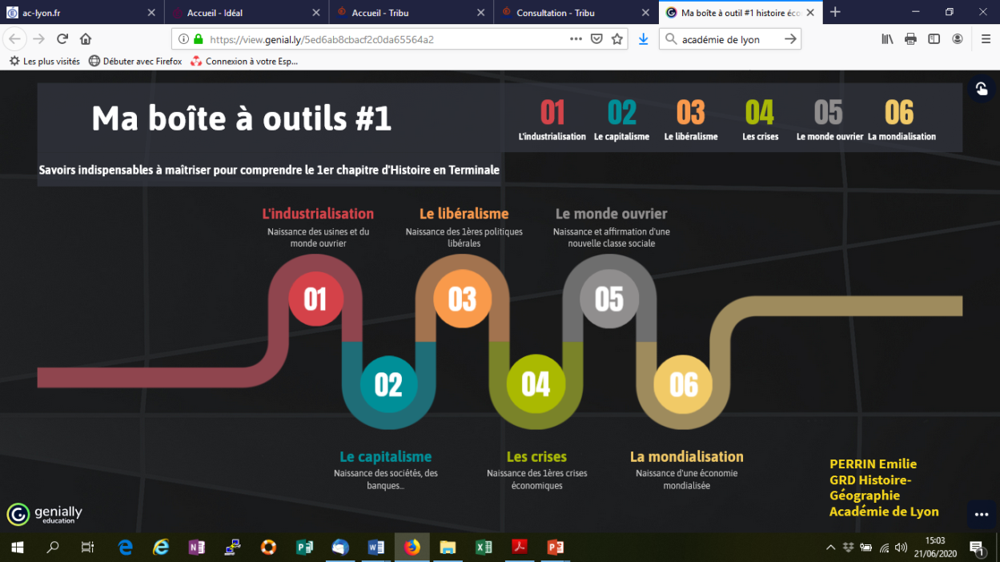 ac-lyon.fr
Accueil - Idéal
Accueil - Tribu
Consultation - Tribu
Ma boîte à outil #1 histoire éco
https://view.genial.ly/5ed6ab8cbacf2c0da65564a2
académie de lyon
Les plus visités
Débuter avec Firefox
Connexion à votre Esp...
Ma boîte à outils #1
01
02
03
04
05
06
L'industrialisation
Le capitalisme
Le libéralisme
Les crises
Le monde ouvrier
La mondialisation
Savoirs indispensables à maîtriser pour comprendre le 1er chapitre d'Histoire en Terminale
L'industrialisation
Naissance des usines et du
monde ouvrier
Le libéralisme
Naissance des 1ères politiques
libérales
Le monde ouvrier
Naissance et affirmation d'une
nouvelle classe sociale
01
03
05
02
04
06
Le capitalisme
Naissance des sociétés, des
banques...
Les crises
Naissance des 1ères crises
économiques
La mondialisation
Naissance d'une économie
mondialisée
PERRIN Emilie
GRD Histoire-
Géographie
Académie de Lyon
genially
education
15:03
21/06/2020
1